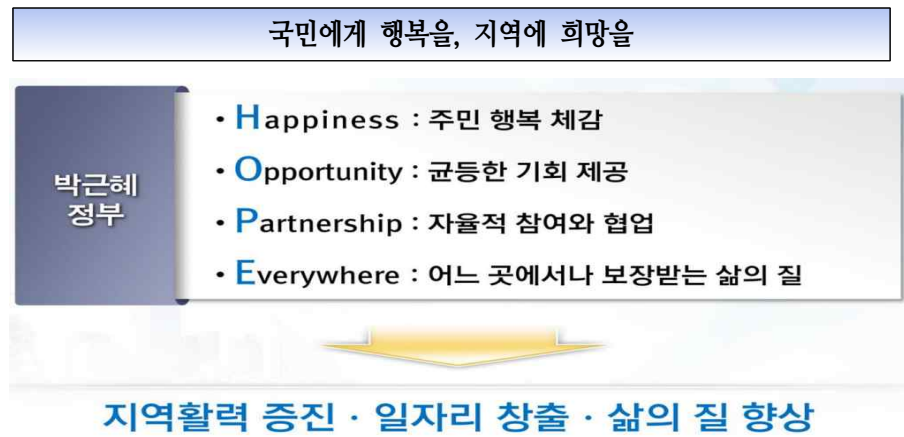 국민에게 행복을, 지역에 희망을
박근혜
정부
• Happiness : 주민 행복 체감
• Opportunity : 균등한 기회 제공
• Partnership : 자율적 참여와 협업
• Everywhere : 어느 곳에서나 보장받는 삶의 질
지역활력 증진 · 일자리 창출 · 삶의 질 향상